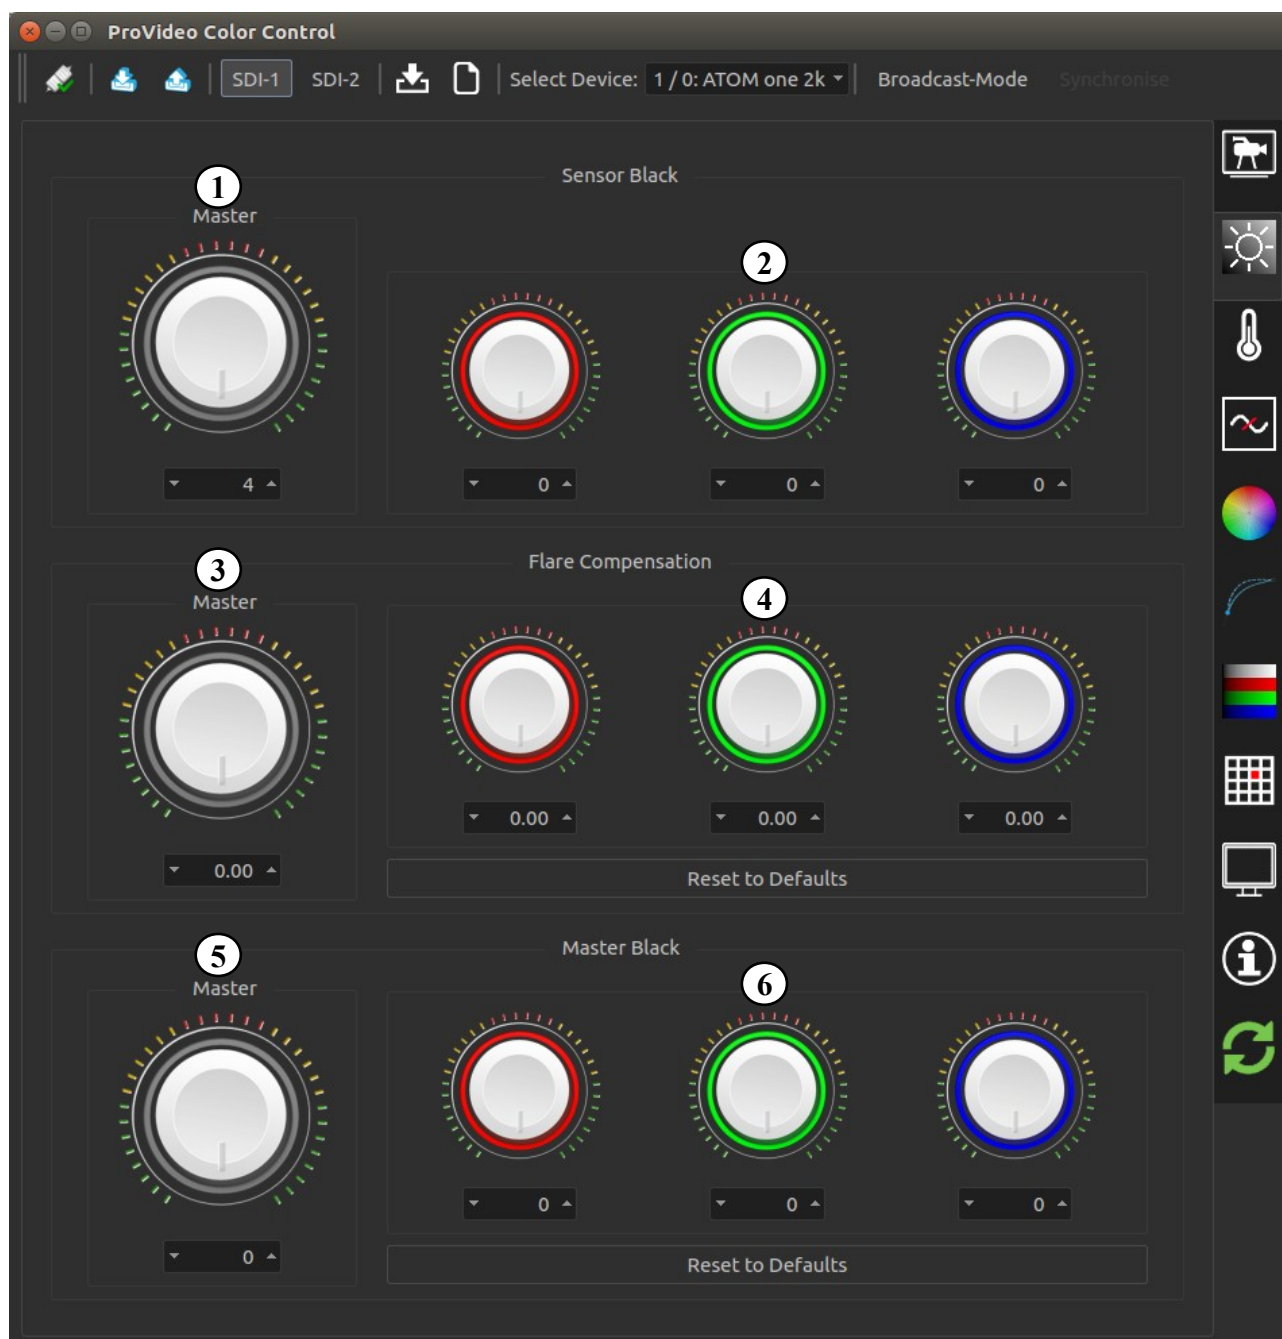 ProVideo Color Control
SDI-1 SDI-2 Select Device: 1 / 0: ATOM one 2k Broadcast-Mode Synchronise
Sensor Black
1
Master
2
4 0 0 0
Flare Compensation
3
Master
4
0.00 0.00 0.00
0.00
Reset to Defaults
Master Black
5
Master
6
0 0 0
0
Reset to Defaults